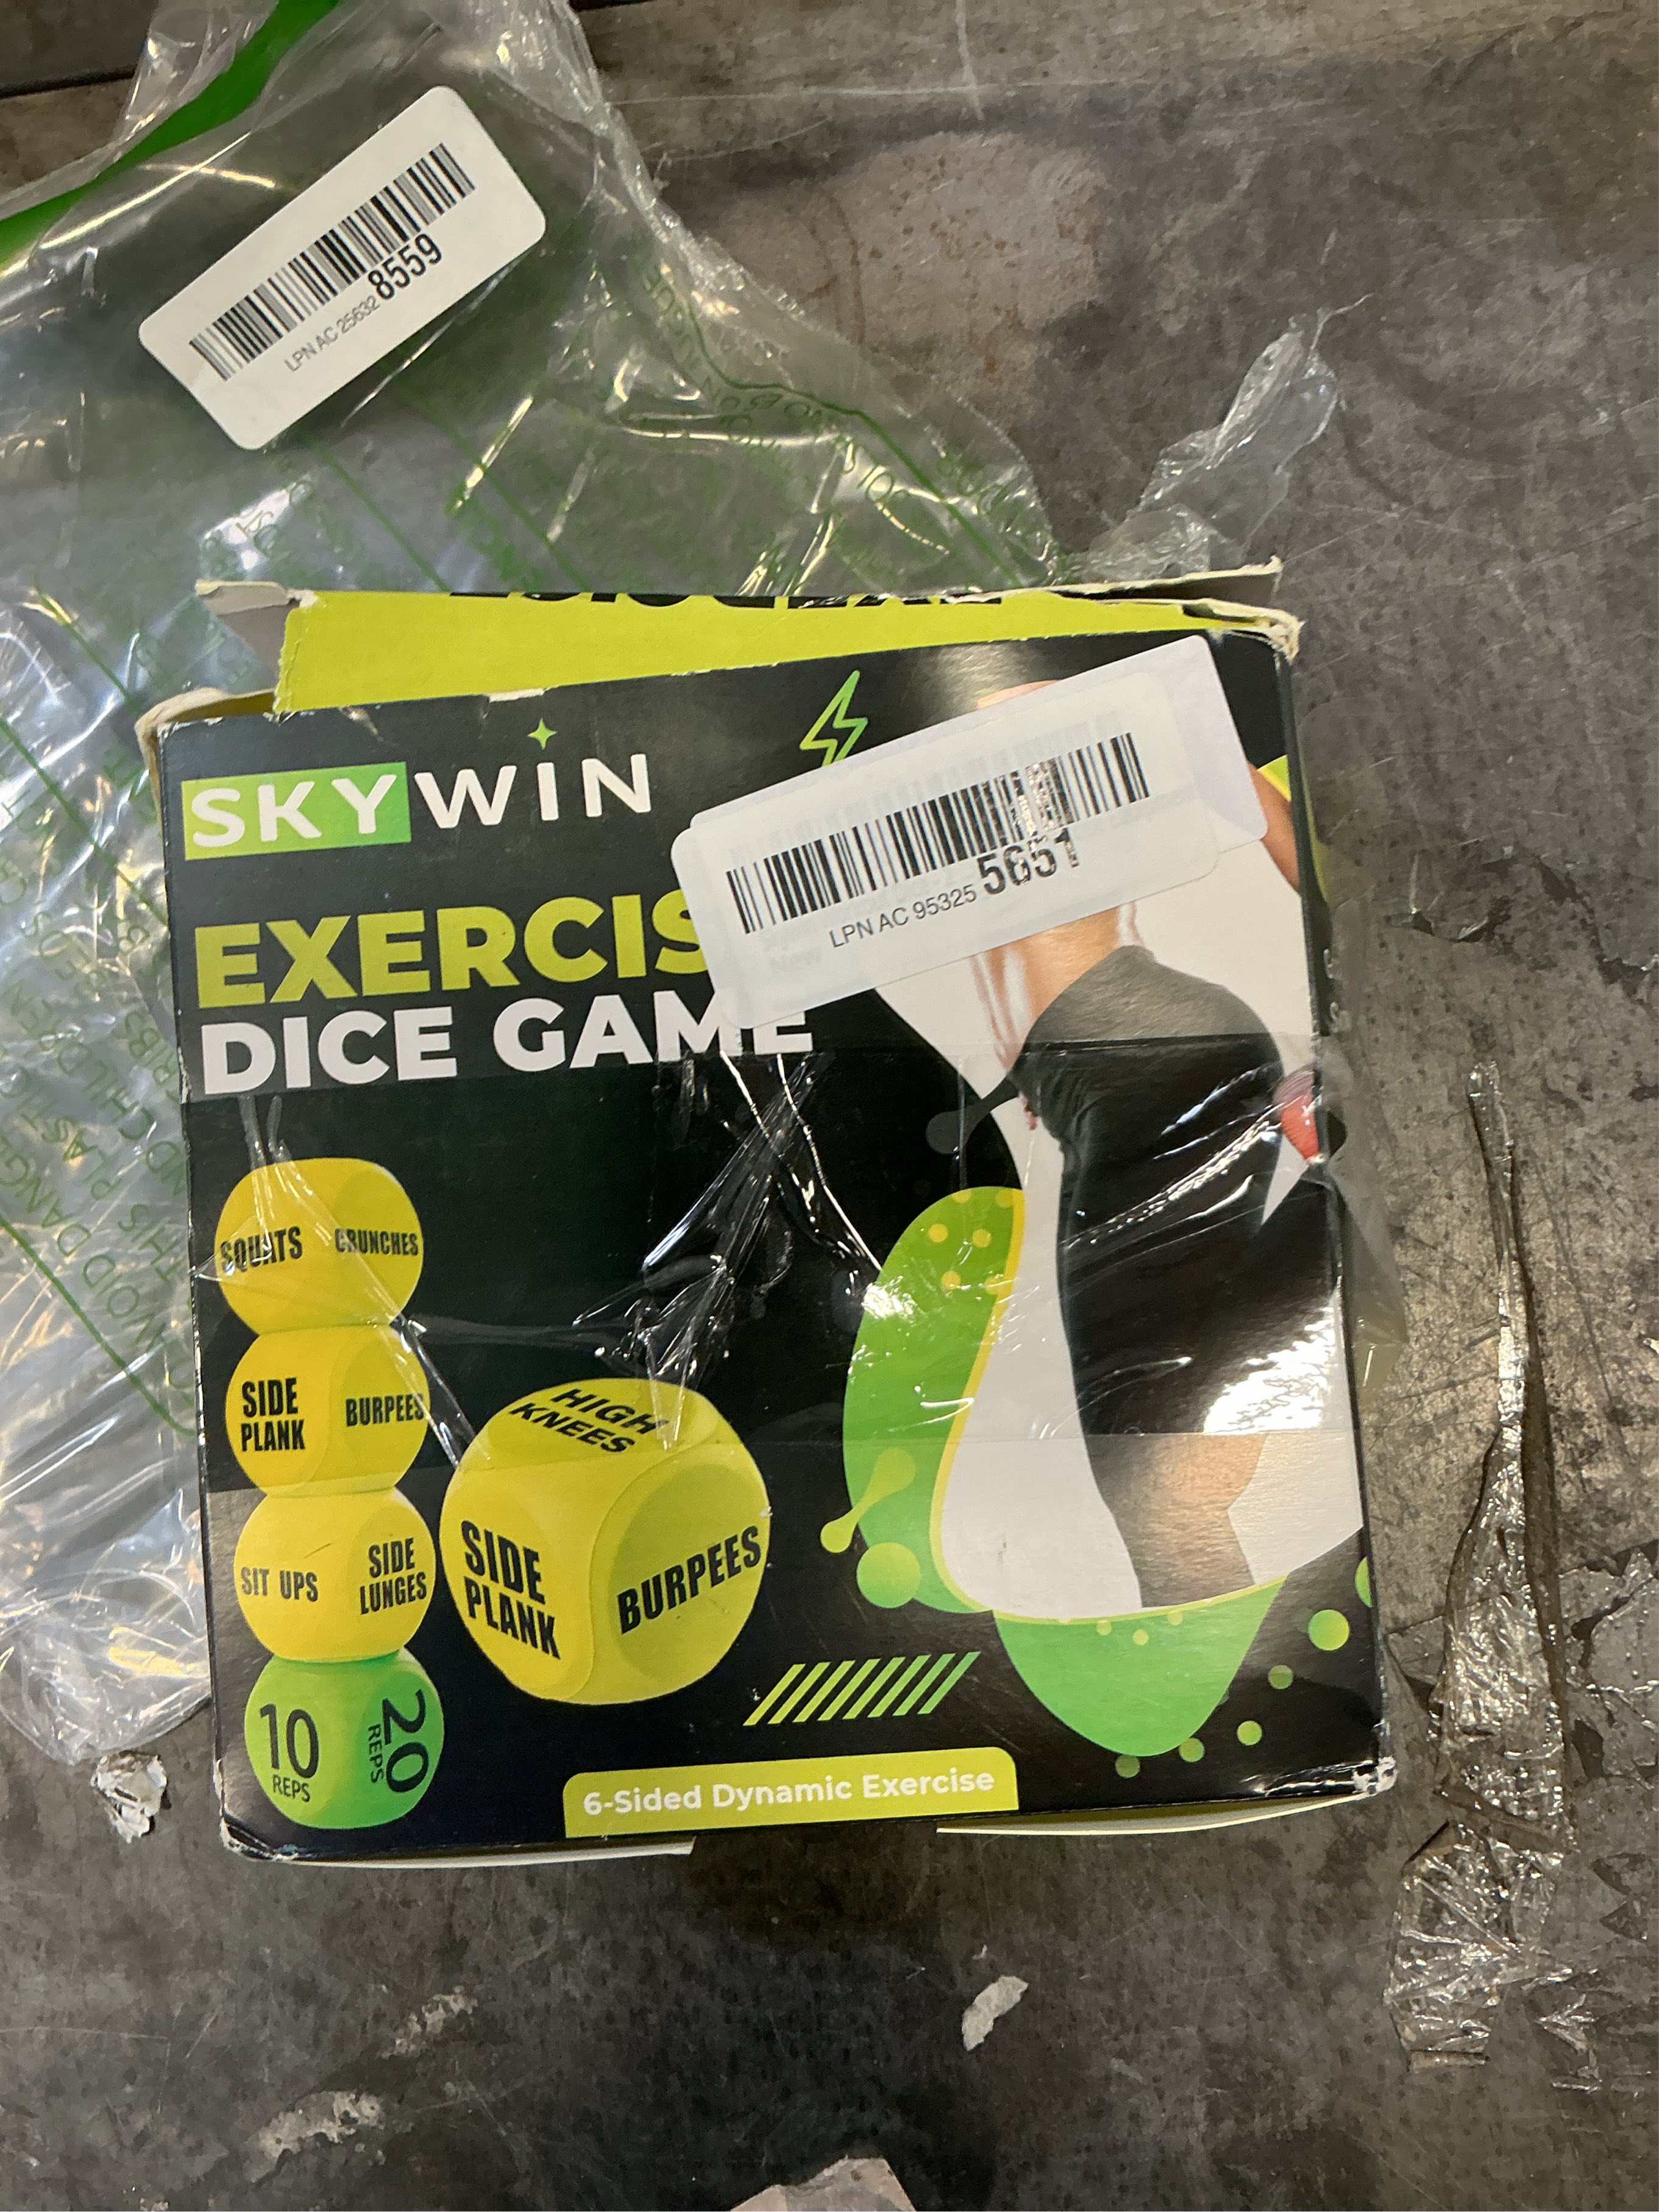 LPN AC 25632 8559
SKYWIN
LPN AC 95325 5651
EXERCIS
DICE GAME
SQUATS
CRUNCHES
SIDE
PLANK
BURPEES
SIT UPS
SIDE
LUNGES
10
REPS
20
REPS
HIGH
KNEES
SIDE
PLANK
BURPEES
6-Sided Dynamic Exercise